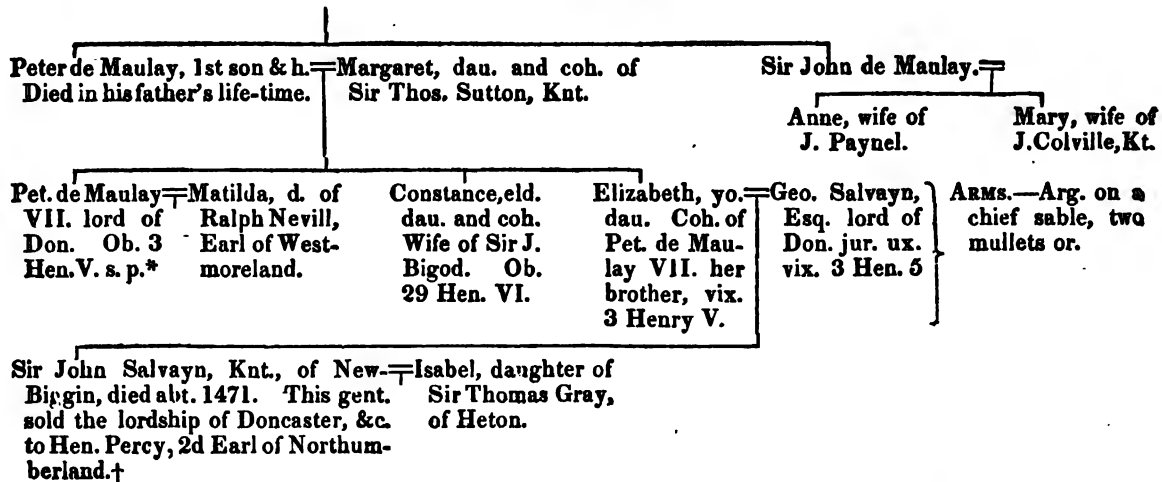 Peter de Maulay, 1st son & h.=Margaret, dau. and coh. of
Died in his father's life-time.
Sir Thos. Sutton, Knt.
Sir John de Maulay.=
Anne, wife of
J. Paynel.
Mary, wife of
J. Colville, Kt.
Pet. de Maulay=Matilda, d. of
VII. lord of
Don. Ob. 3
Hen. V. s. p.*
Ralph Nevill,
Earl of West-
moreland.
Constance, eld.
dau. and coh.
Wife of Sir J.
Bigod. Ob.
29 Hen. VI.
Elizabeth, yo.=Geo. Salvayn,
dau. Coh. of
Pet. de Mau-
lay VII. her
brother, vix.
3 Henry V.
Esq. lord of
Don. jur. ux.
vix. 3 Hen. 5
ARMS.—Arg. on a
chief sable, two
mullets or.
Sir John Salvayn, Knt., of New-=Isabel, daughter of
Biggin, died abt. 1471. This gent.
sold the lordship of Doncaster, &c.
to Hen. Percy, 2d Earl of Northum-
berland.†
Sir Thomas Gray,
of Heton.